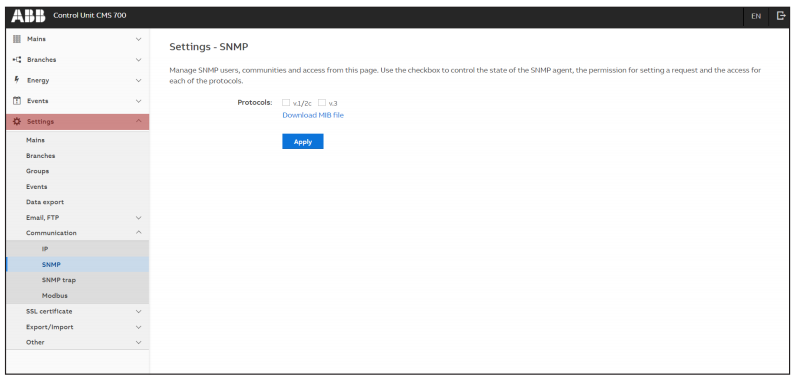 ABB Control Unit CMS 700
EN
Mains
Branches
Energy
Events
Settings
Mains
Branches
Groups
Events
Data export
Email, FTP
Communication
IP
SNMP
SNMP trap
Modbus
SSL certificate
Export/Import
Other
Settings - SNMP
Manage SNMP users, communities and access from this page. Use the checkbox to control the state of the SNMP agent, the permission for setting a request and the access for
each of the protocols.
Protocols: v.1/2c v.3
Download MIB file
Apply